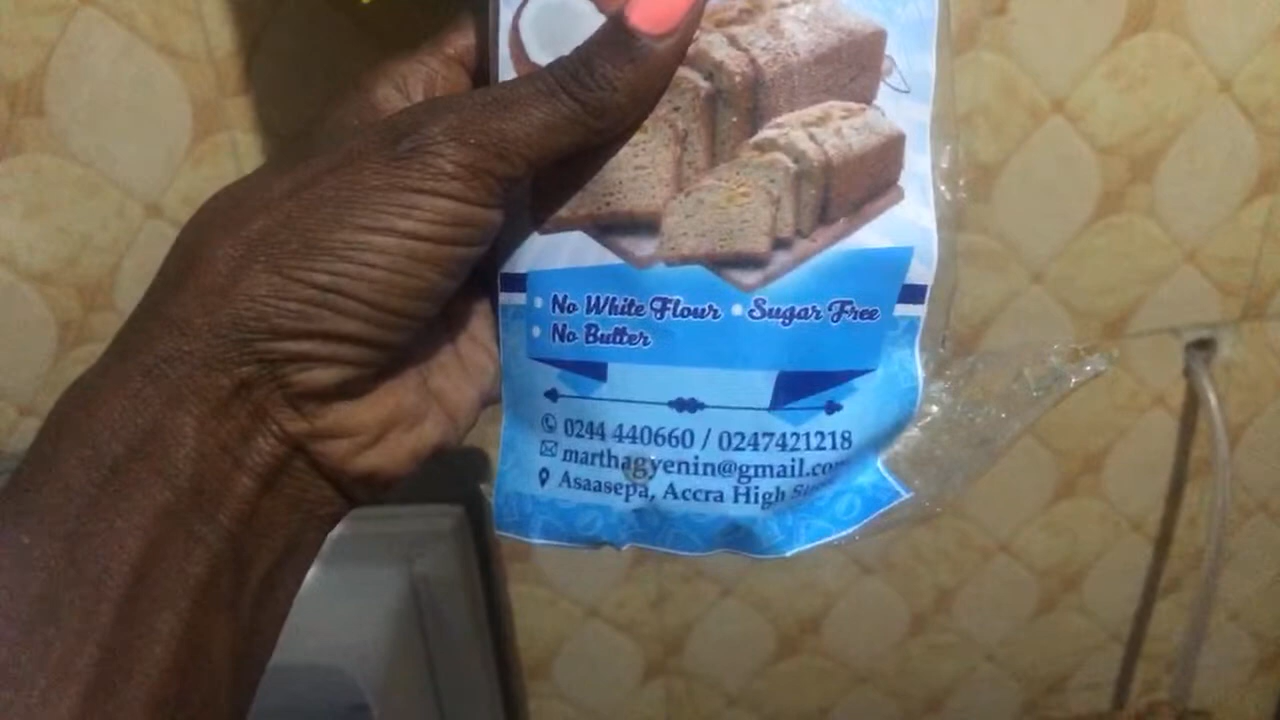 No White Flour Sugar Free
No Butter
0244 440660 / 0247421218
marthagyenin@gmail.com
Asaasepa, Accra High